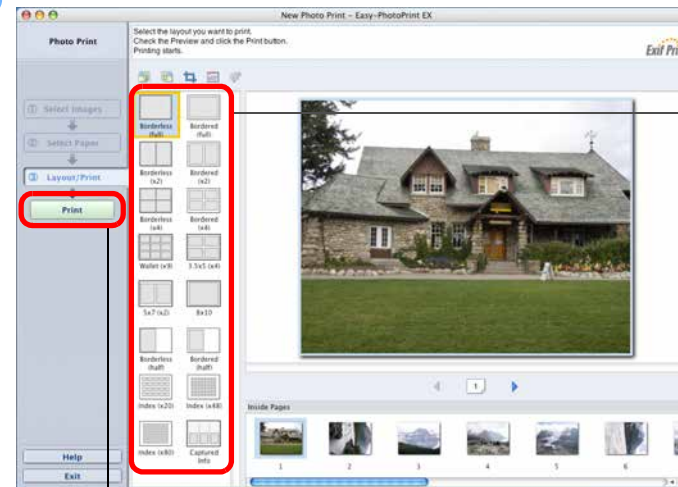 New Photo Print - Easy-PhotoPrint EX
Photo Print
Select the layout you want to print.
Check the Preview and click the Print button.
Printing starts.
Exif Pri
① Select Images
② Select Paper
③ Layout/Print
Print
Borderless (full)
Bordered (full)
Borderless (x2)
Bordered (x2)
Borderless (x4)
Bordered (x4)
Wallet (x9)
3.5x5 (x4)
5x7 (x2)
8x10
Borderless (half)
Bordered (half)
Index (x20)
Index (x48)
Index (x80)
Captured Info
1
Inside Pages
1
2
3
4
5
6
Help
Exit